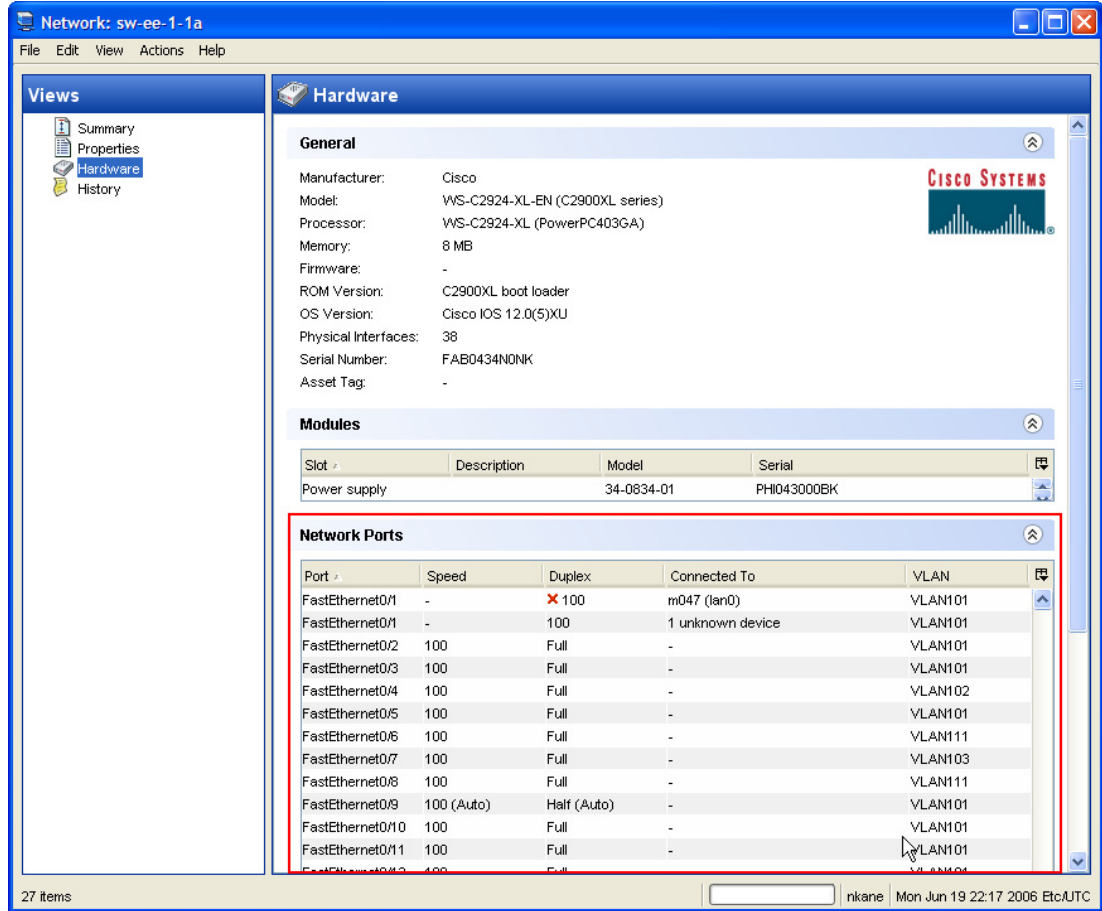 Network: sw-ee-1-1a
File Edit View Actions Help
Views
Summary
Properties
Hardware
History
Hardware
General
Manufacturer: Cisco
Model: WS-C2924-XL-EN (C2900XL series)
Processor: WS-C2924-XL (PowerPC403GA)
Memory: 8 MB
Firmware: -
ROM Version: C2900XL boot loader
OS Version: Cisco IOS 12.0(5)XU
Physical Interfaces: 38
Serial Number: FAB0434N0NK
Asset Tag: -
CISCO SYSTEMS
Modules
Slot Description Model Serial
Power supply 34-0834-01 PHI043000BK
Network Ports
Port Speed Duplex Connected To VLAN
FastEthernet0/1 - 100 m047 (lan0) VLAN101
FastEthernet0/1 - 100 1 unknown device VLAN101
FastEthernet0/2 100 Full - VLAN101
FastEthernet0/3 100 Full - VLAN101
FastEthernet0/4 100 Full - VLAN102
FastEthernet0/5 100 Full - VLAN101
FastEthernet0/6 100 Full - VLAN111
FastEthernet0/7 100 Full - VLAN103
FastEthernet0/8 100 Full - VLAN111
FastEthernet0/9 100 (Auto) Half (Auto) - VLAN101
FastEthernet0/10 100 Full - VLAN101
FastEthernet0/11 100 Full - VLAN101
27 items
nkane Mon Jun 19 22:17 2006 Etc/UTC